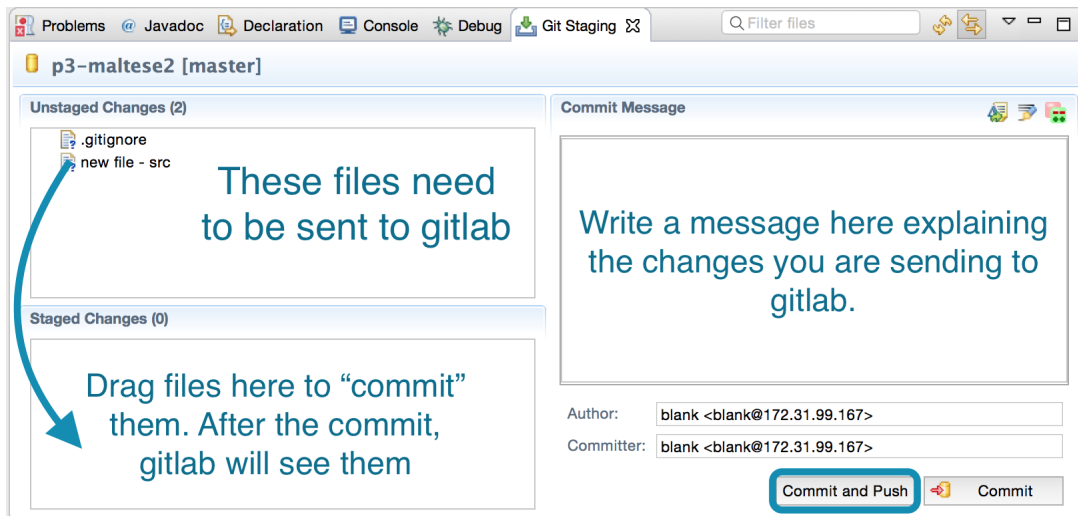 Problems @ Javadoc Declaration Console Debug Git Staging Filter files
p3-maltese2 [master]
Unstaged Changes (2)
.gitignore
new file - src
These files need
to be sent to gitlab
Commit Message
Write a message here explaining
the changes you are sending to
gitlab.
Staged Changes (0)
Drag files here to “commit”
them. After the commit,
gitlab will see them
Author: blank <blank@172.31.99.167>
Committer: blank <blank@172.31.99.167>
Commit and Push Commit